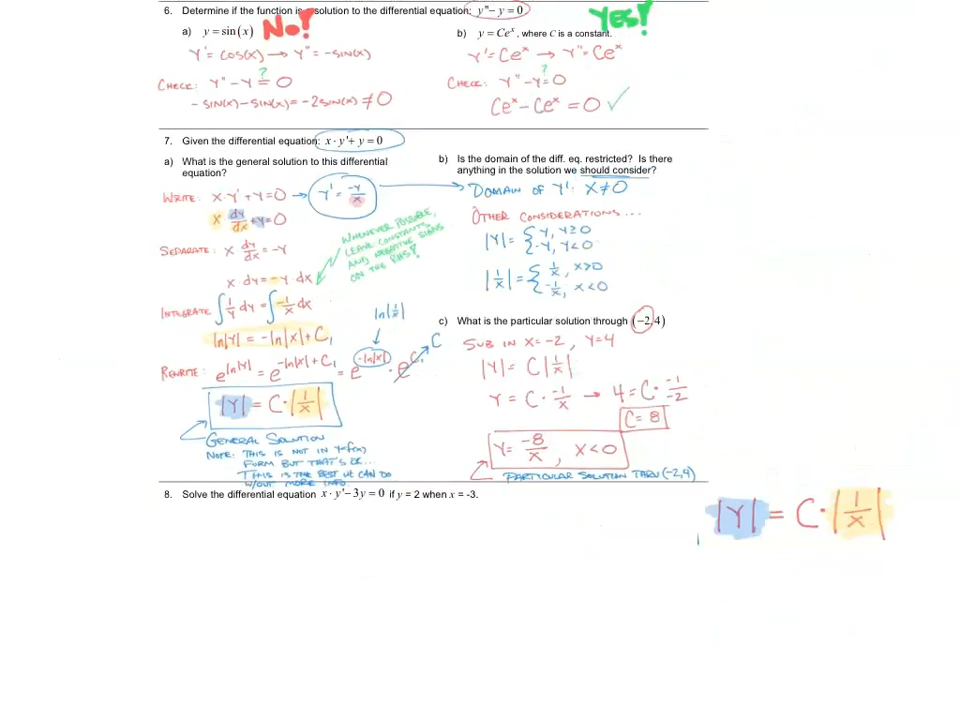 6. Determine if the function is a solution to the differential equation: y'' − y = 0
a) y = sin(x) No!
Y' = COS(X) → Y'' = −SIN(X)
CHECK: Y'' − Y =? 0
−SIN(X) − SIN(X) = −2SIN(X) ≠ 0
YES!
b) y = Ce^x, where C is a constant.
Y' = Ce^x → Y'' = Ce^x
CHECK: Y'' − Y =? 0
Ce^x − Ce^x = 0 ✓
7. Given the differential equation: x · y' + y = 0
a) What is the general solution to this differential
equation?
WRITE: X·Y' + Y = 0 → Y' = −Y/X
X dy/dx + Y = 0
SEPARATE: X dy/dx = −Y
X dy = −Y · dx
WHENEVER POSSIBLE,
LEAVE CONSTANTS
AND NEGATIVE SIGNS
ON THE RHS!
INTEGRATE ∫ 1/Y dy = ∫ −1/X dx
ln|Y| = −ln|X| + C₁
ln|1/X|
REWRITE: e^(ln|Y|) = e^(−ln|X| + C₁) = e^(−ln|X|) · e^(C₁) C
|Y| = C · |1/X|
GENERAL SOLUTION
NOTE: THIS IS NOT IN Y=f(X)
FORM BUT THAT'S OK...
THIS IS THE BEST WE CAN DO
W/OUT MORE INFO
b) Is the domain of the diff. eq. restricted? Is there
anything in the solution we should consider?
DOMAIN OF Y': X ≠ 0
OTHER CONSIDERATIONS...
|Y| = { Y, Y ≥ 0
−Y, Y < 0
|1/X| = { 1/X, X > 0
−1/X, X < 0
c) What is the particular solution through (−2,4)
SUB IN X = −2, Y = 4
|Y| = C |1/X|
Y = C · −1/X → 4 = C · −1/−2
C = 8
Y = −8/X, X < 0
PARTICULAR SOLUTION THRU (−2,4)
8. Solve the differential equation x · y' − 3y = 0 if y = 2 when x = -3.
|Y| = C · |1/X|